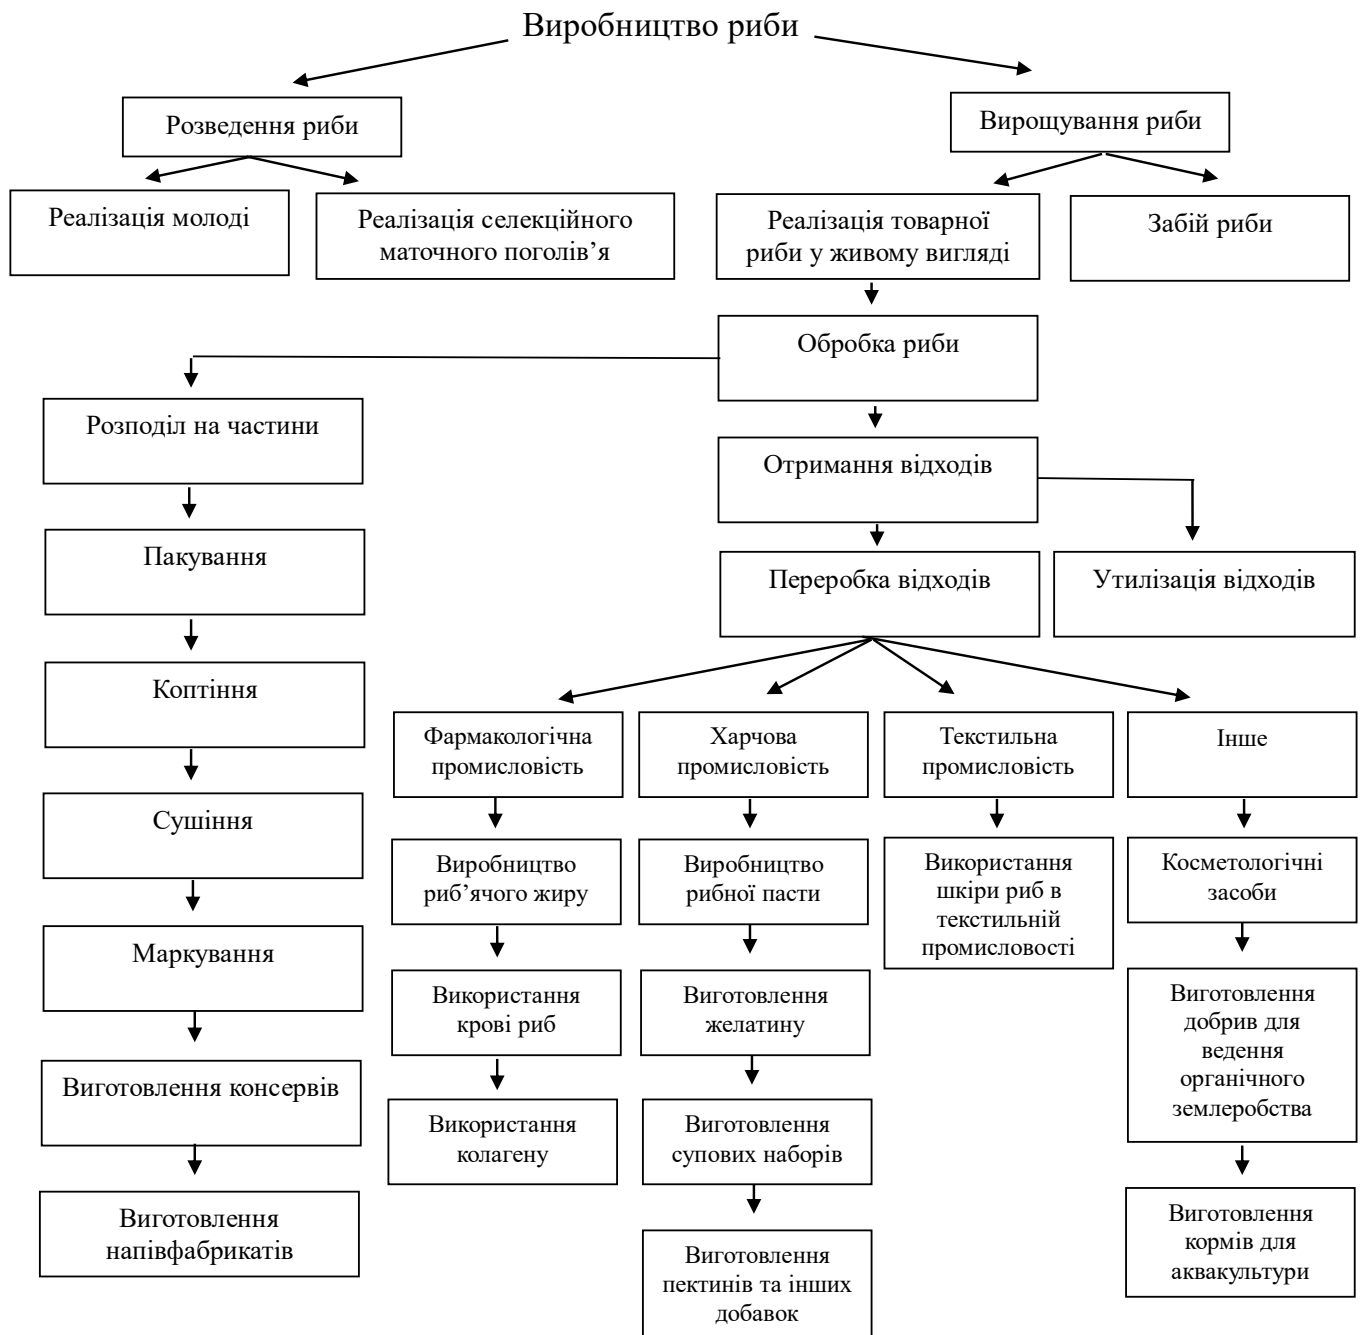 Виробництво риби
Розведення риби
Вирощування риби
Реалізація молоді
Реалізація селекційного
маточного поголів’я
Реалізація товарної
риби у живому вигляді
Забій риби
Обробка риби
Розподіл на частини
Отримання відходів
Пакування
Переробка відходів
Утилізація відходів
Коптіння
Фармакологічна
промисловість
Харчова
промисловість
Текстильна
промисловість
Інше
Сушіння
Виробництво
риб’ячого жиру
Виробництво
рибної пасти
Використання
шкіри риб в
текстильній
промисловості
Косметологічні
засоби
Маркування
Використання
крові риб
Виготовлення
желатину
Виготовлення
добрив для
ведення
органічного
землеробства
Виготовлення консервів
Використання
колагену
Виготовлення
супових наборів
Виготовлення
напівфабрикатів
Виготовлення
пектинів та інших
добавок
Виготовлення
кормів для
аквакультури